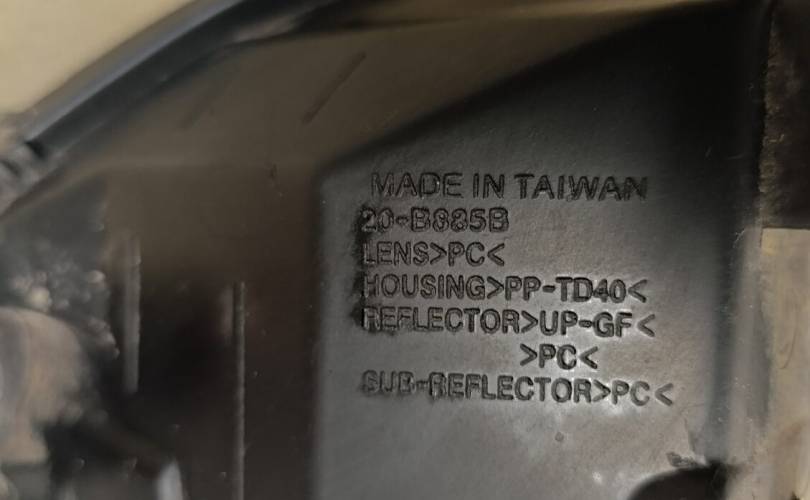 MADE IN TAIWAN
20-B885B
LENS>PC<
HOUSING>PP-TD40<
REFLECTOR>UP-GF<
>PC<
SUB-REFLECTOR>PC<